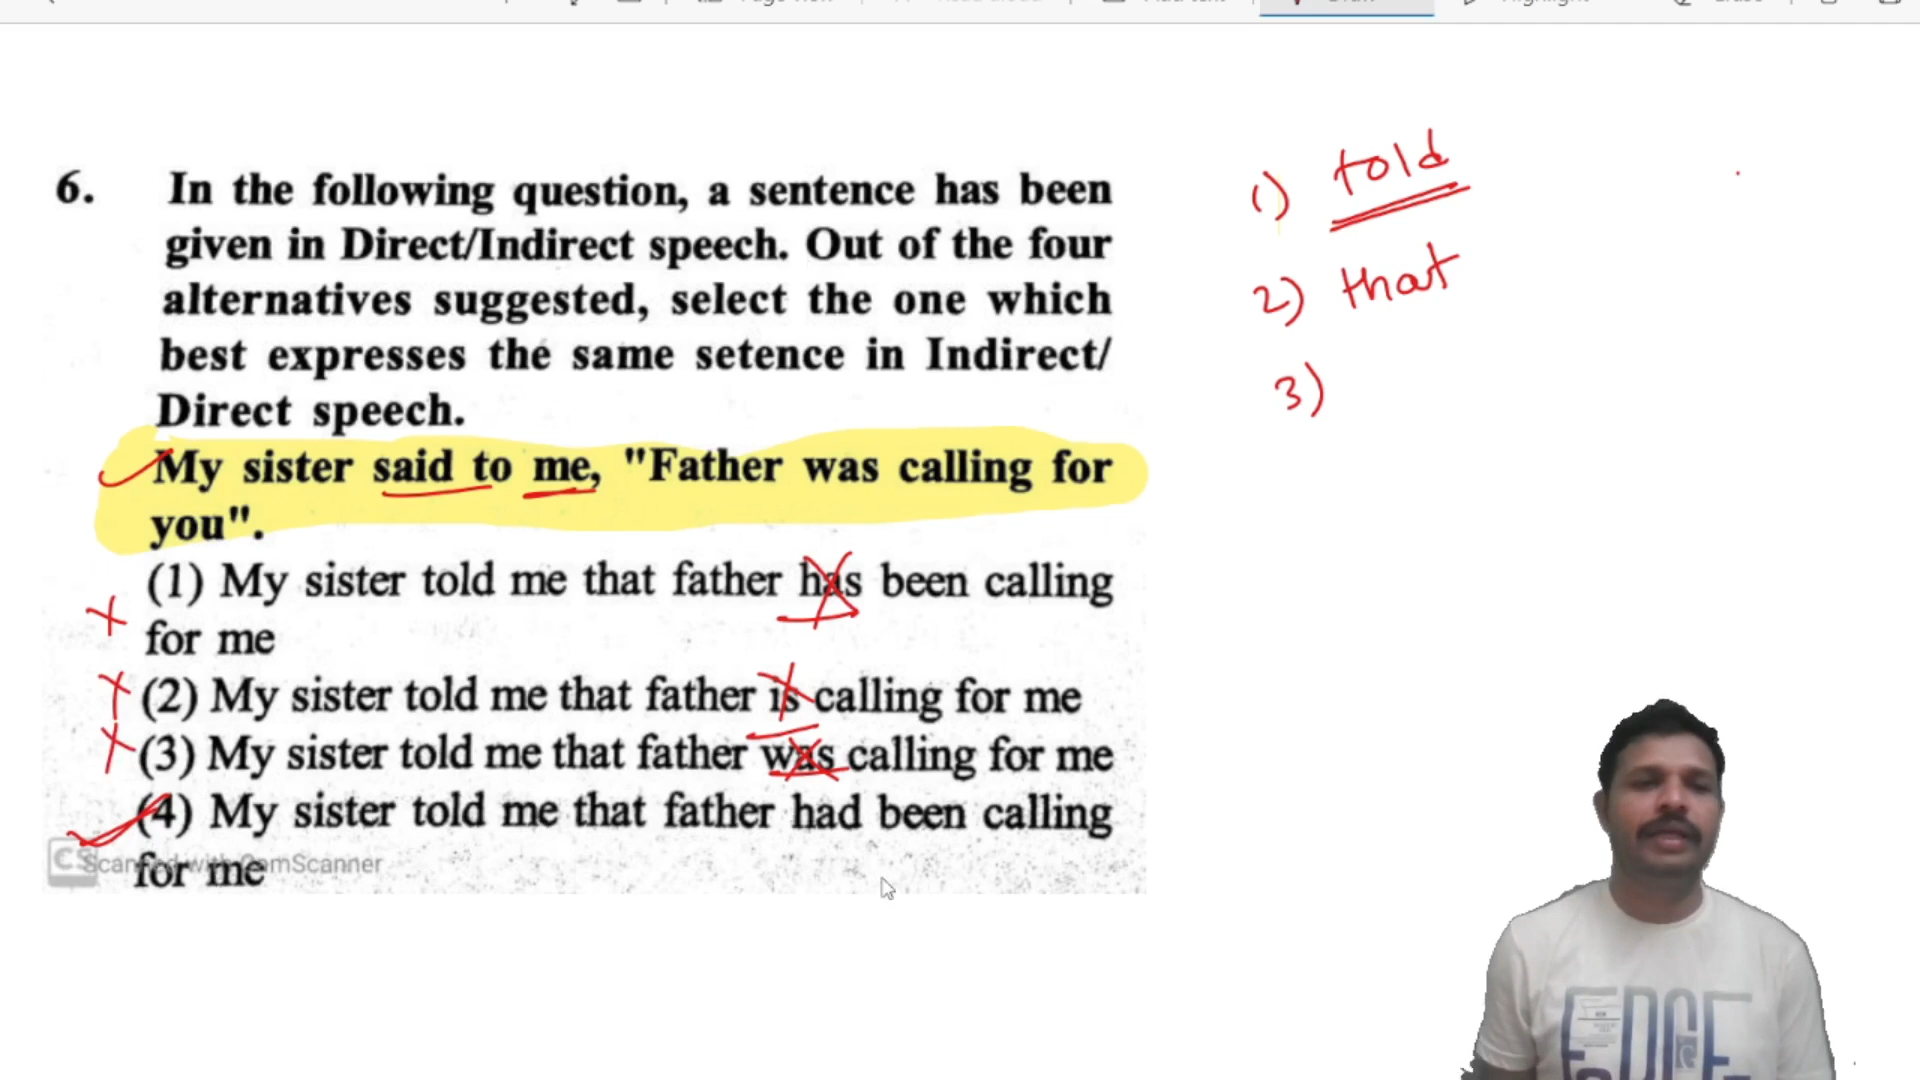 6. In the following question, a sentence has been
given in Direct/Indirect speech. Out of the four
alternatives suggested, select the one which
best expresses the same setence in Indirect/
Direct speech.
My sister said to me, "Father was calling for
you".
(1) My sister told me that father has been calling
for me
(2) My sister told me that father is calling for me
(3) My sister told me that father was calling for me
(4) My sister told me that father had been calling
for me
CS Scanned with CamScanner
1) told
2) that
3)
EDGE